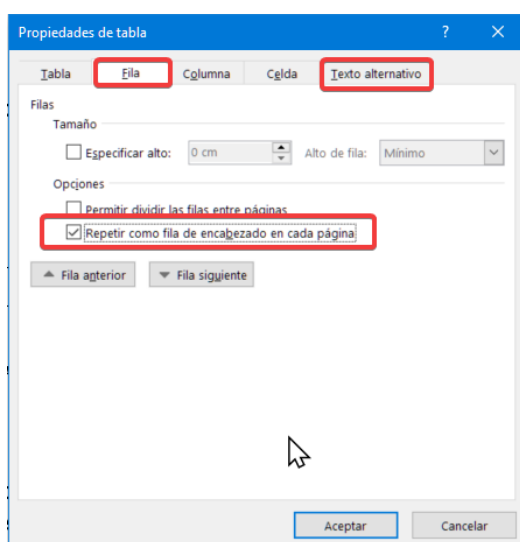 Propiedades de tabla ? ×
Tabla Fila Columna Celda Texto alternativo
Filas
Tamaño
Especificar alto: 0 cm Alto de fila: Mínimo
Opciones
Permitir dividir las filas entre páginas
Repetir como fila de encabezado en cada página
Fila anterior Fila siguiente
Aceptar Cancelar